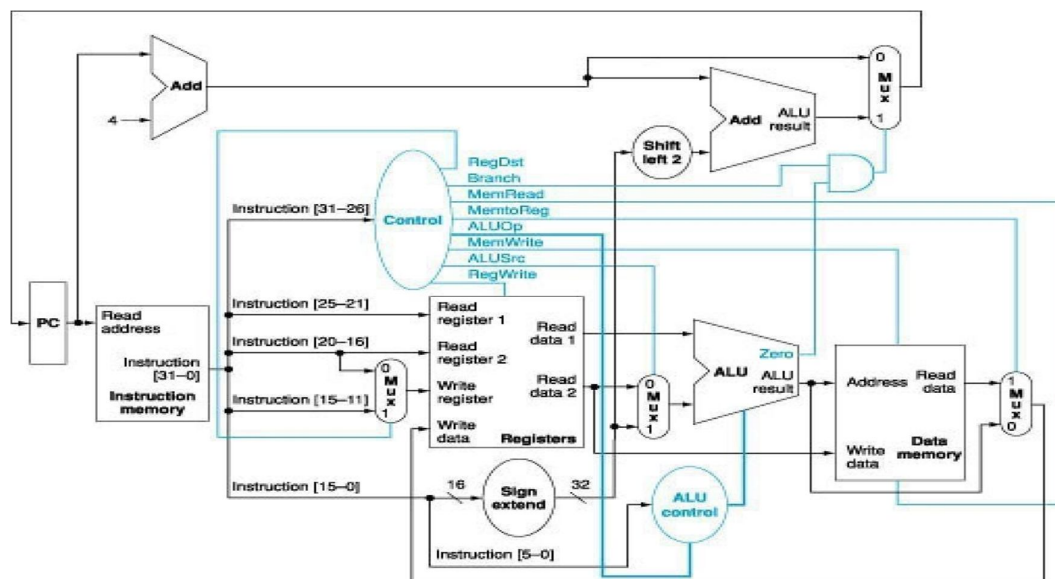 Add
4
Add
ALU
result
0
Mux
1
Shift
left 2
RegDst
Branch
MemRead
MemtoReg
ALUOp
MemWrite
ALUSrc
RegWrite
Control
Instruction [31–26]
Instruction [25–21]
Instruction [20–16]
Instruction [15–11]
Instruction [15–0]
Instruction [5–0]
PC
Read
address
Instruction
[31–0]
Instruction
memory
0
Mux
1
Read
register 1
Read
register 2
Write
register
Write
data
Read
data 1
Read
data 2
Registers
0
Mux
1
Zero
ALU
ALU
result
Address
Read
data
Write
data
Data
memory
1
Mux
0
16
Sign
extend
32
ALU
control